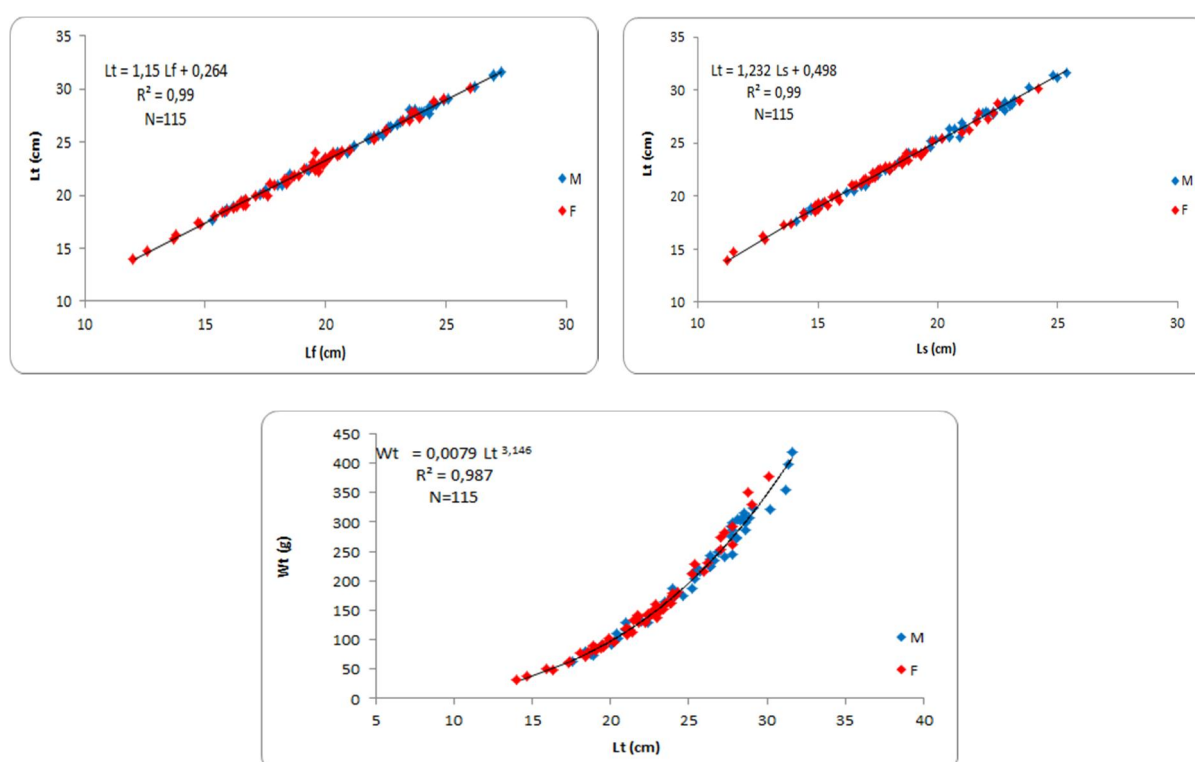 35
30
25
20
15
10
Lt (cm)
Lt = 1,15 Lf + 0,264
R² = 0,99
N=115
M
F
10 15 20 25 30
Lf (cm)
35
30
25
20
15
10
Lt (cm)
Lt = 1,232 Ls + 0,498
R² = 0,99
N=115
M
F
10 15 20 25 30
Ls (cm)
450
400
350
300
250
200
150
100
50
0
Wt (g)
Wt = 0,0079 Lt ³,¹⁴⁶
R² = 0,987
N=115
M
F
5 10 15 20 25 30 35 40
Lt (cm)